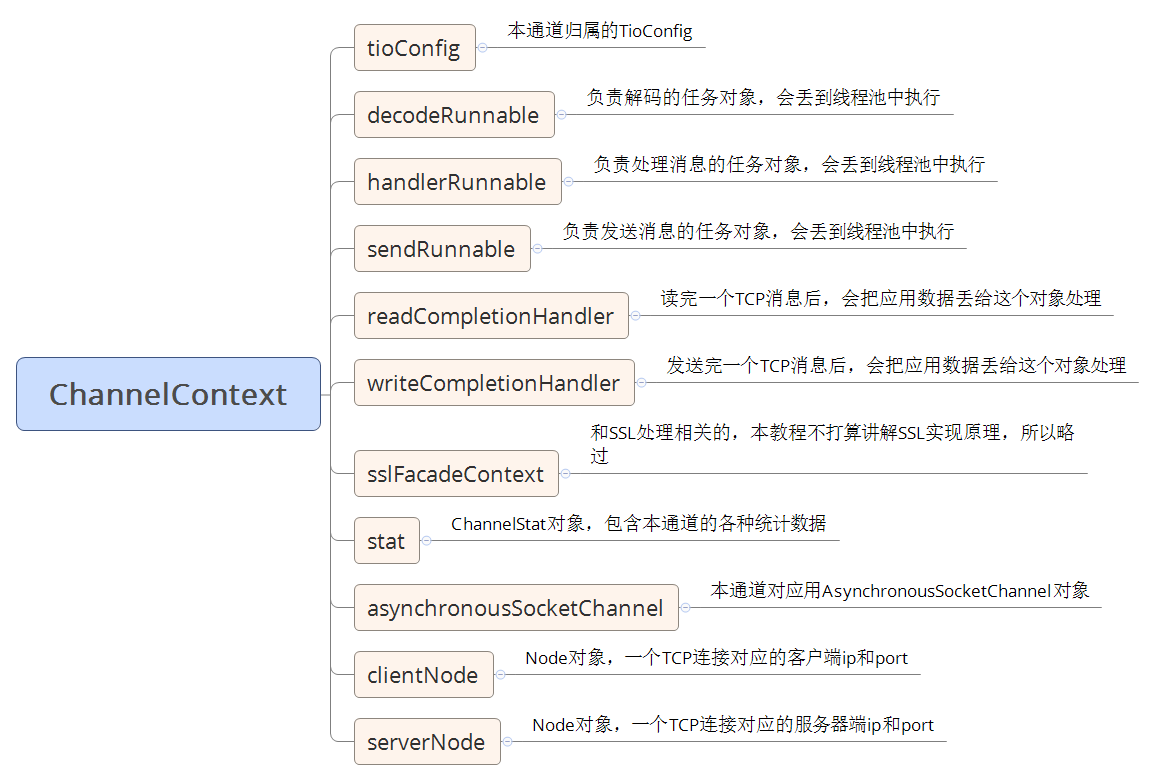 tioConfig
本通道归属的TioConfig
decodeRunnable
负责解码的任务对象，会丢到线程池中执行
handlerRunnable
负责处理消息的任务对象，会丢到线程池中执行
sendRunnable
负责发送消息的任务对象，会丢到线程池中执行
readCompletionHandler
读完一个TCP消息后，会把应用数据丢给这个对象处理
ChannelContext
writeCompletionHandler
发送完一个TCP消息后，会把应用数据丢给这个对象处理
sslFacadeContext
和SSL处理相关的，本教程不打算讲解SSL实现原理，所以略
过
stat
ChannelStat对象，包含本通道的各种统计数据
asynchronousSocketChannel
本通道对应用AsynchronousSocketChannel对象
clientNode
Node对象，一个TCP连接对应的客户端ip和port
serverNode
Node对象，一个TCP连接对应的服务器端ip和port